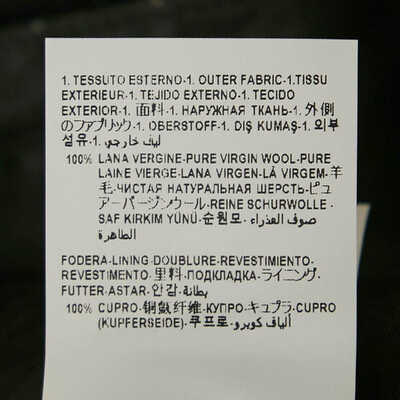 1. TESSUTO ESTERNO-1. OUTER FABRIC-1.TISSU
EXTERIEUR-1. TEJIDO EXTERNO-1. TECIDO
EXTERIOR-1. 面料-1. НАРУЖНАЯ ТКАНЬ-1. 外側
のファブリック-1. OBERSTOFF-1. DIŞ KUMAŞ-1. 외부
섬유-1. ليف خارجي
100% LANA VERGINE-PURE VIRGIN WOOL-PURE
LAINE VIERGE-LANA VIRGEN-LÃ VIRGEM-羊
毛-ЧИСТАЯ НАТУРАЛЬНАЯ ШЕРСТЬ-ピュ
アーバージンウール-REINE SCHURWOLLE-
SAF KIRKIM YÜNÜ-순원모-صوف العذراء
الطاهرة
FODERA-LINING-DOUBLURE-REVESTIMIENTO-
REVESTIMENTO-里料-ПОДКЛАДКА-ライニング-
FUTTER-ASTAR-안감-بطانة
100% CUPRO-铜氨纤维-КУПРО-キュプラ-CUPRO
(KUPFERSEIDE)-쿠프로-ألياف كوبرو